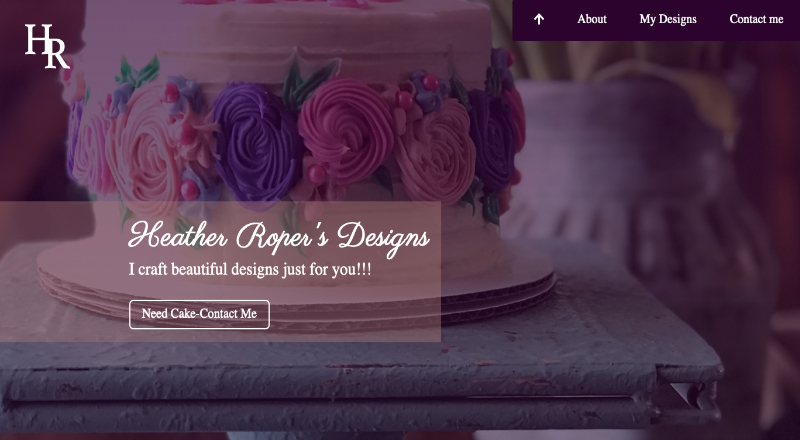 HR
About My Designs Contact me
Heather Roper's Designs
I craft beautiful designs just for you!!!
Need Cake-Contact Me